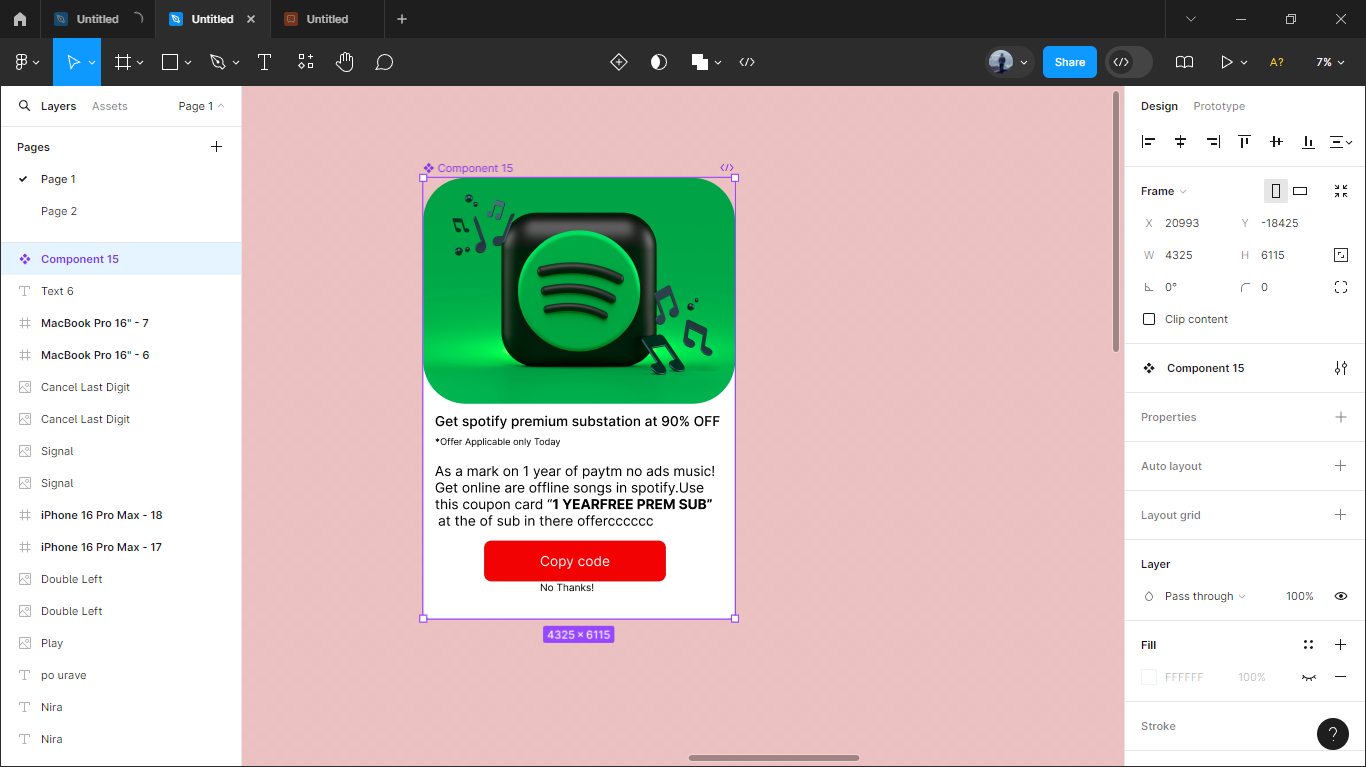 Untitled
Untitled
Untitled
Share
A?
7%
Layers
Assets
Page 1
Pages
Page 1
Page 2
Component 15
Text 6
MacBook Pro 16" - 7
MacBook Pro 16" - 6
Cancel Last Digit
Cancel Last Digit
Signal
Signal
iPhone 16 Pro Max - 18
iPhone 16 Pro Max - 17
Double Left
Double Left
Play
po urave
Nira
Nira
Component 15
Get spotify premium substation at 90% OFF
*Offer Applicable only Today
As a mark on 1 year of paytm no ads music!
Get online are offline songs in spotify.Use
this coupon card “1 YEARFREE PREM SUB”
at the of sub in there offercccccc
Copy code
No Thanks!
4325 × 6115
Design
Prototype
Frame
X 20993 Y -18425
W 4325 H 6115
0° 0
Clip content
Component 15
Properties
Auto layout
Layout grid
Layer
Pass through 100%
Fill
FFFFFF 100%
Stroke
?